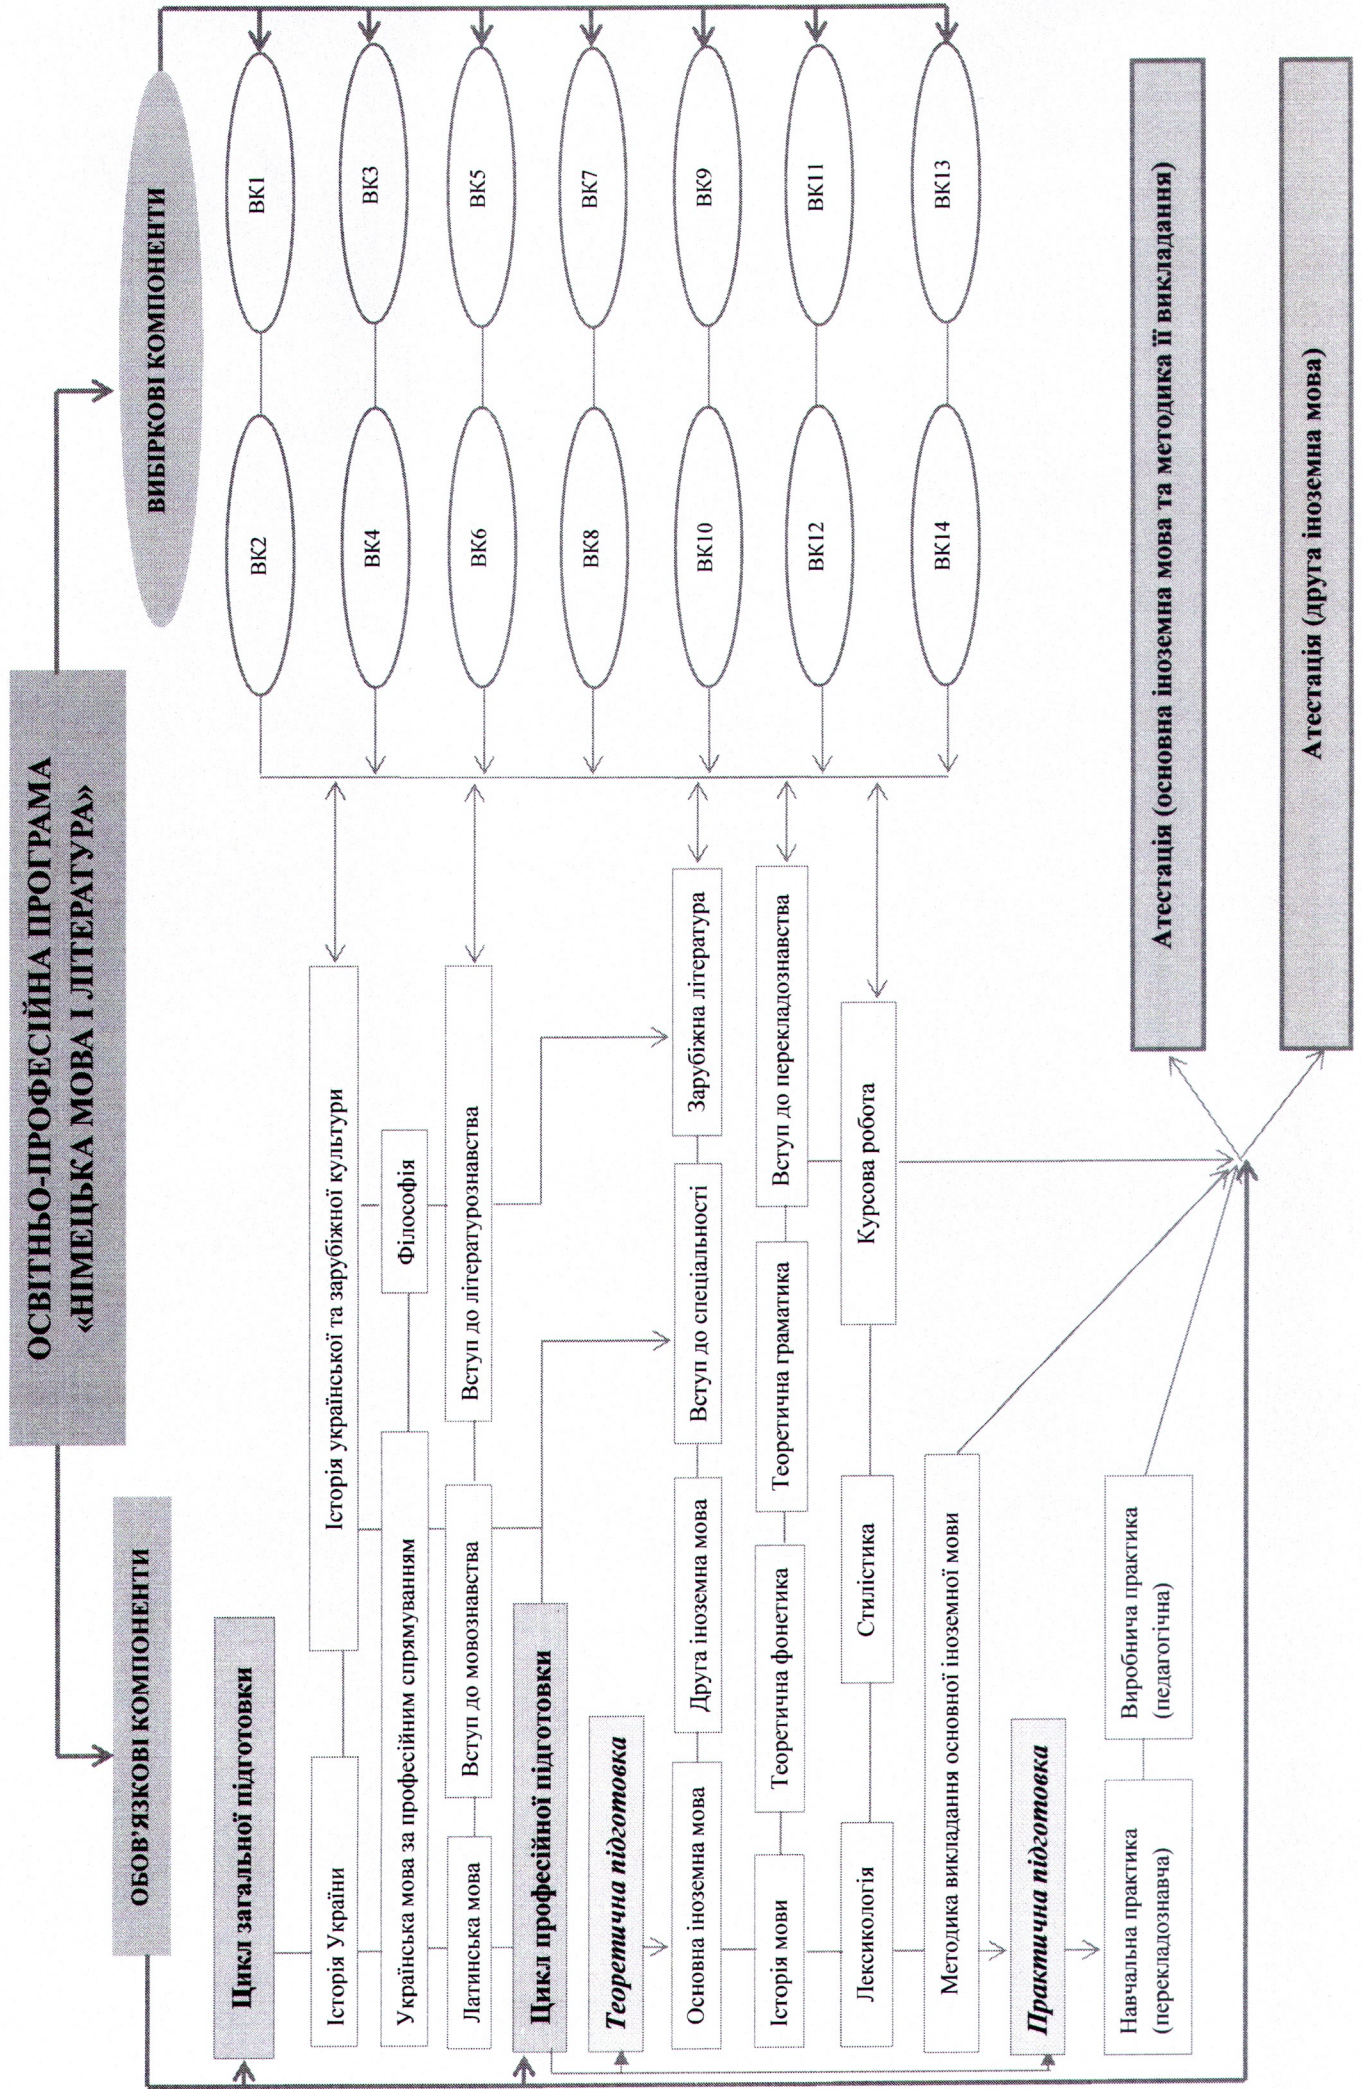 ОСВІТНЬО-ПРОФЕСІЙНА ПРОГРАМА
«НІМЕЦЬКА МОВА І ЛІТЕРАТУРА»
ОБОВ’ЯЗКОВІ КОМПОНЕНТИ
ВИБІРКОВІ КОМПОНЕНТИ
Цикл загальної підготовки
ВК2
ВК1
Історія України
Історія української та зарубіжної культури
ВК4
ВК3
Українська мова за професійним спрямуванням
Філософія
Латинська мова
Вступ до мовознавства
Вступ до літературознавства
ВК6
ВК5
Цикл професійної підготовки
Теоретична підготовка
ВК8
ВК7
Основна іноземна мова
Друга іноземна мова
Вступ до спеціальності
Зарубіжна література
ВК10
ВК9
Історія мови
Теоретична фонетика
Теоретична граматика
Вступ до перекладознавства
ВК12
ВК11
Лексикологія
Стилістика
Курсова робота
ВК14
ВК13
Методика викладання основної іноземної мови
Практична підготовка
Навчальна практика
(перекладознавча)
Виробнича практика
(педагогічна)
Атестація (основна іноземна мова та методика її викладання)
Атестація (друга іноземна мова)